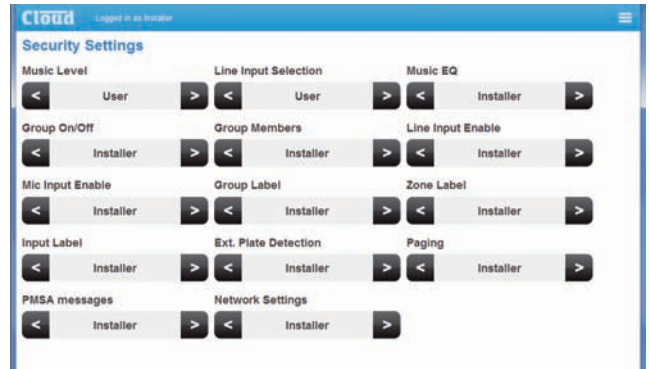 Cloud Logged in as Installer
Security Settings
Music Level Line Input Selection Music EQ
< User > < User > < Installer >
Group On/Off Group Members Line Input Enable
< Installer > < Installer > < Installer >
Mic Input Enable Group Label Zone Label
< Installer > < Installer > < Installer >
Input Label Ext. Plate Detection Paging
< Installer > < Installer > < Installer >
PMSA messages Network Settings
< Installer > < Installer >